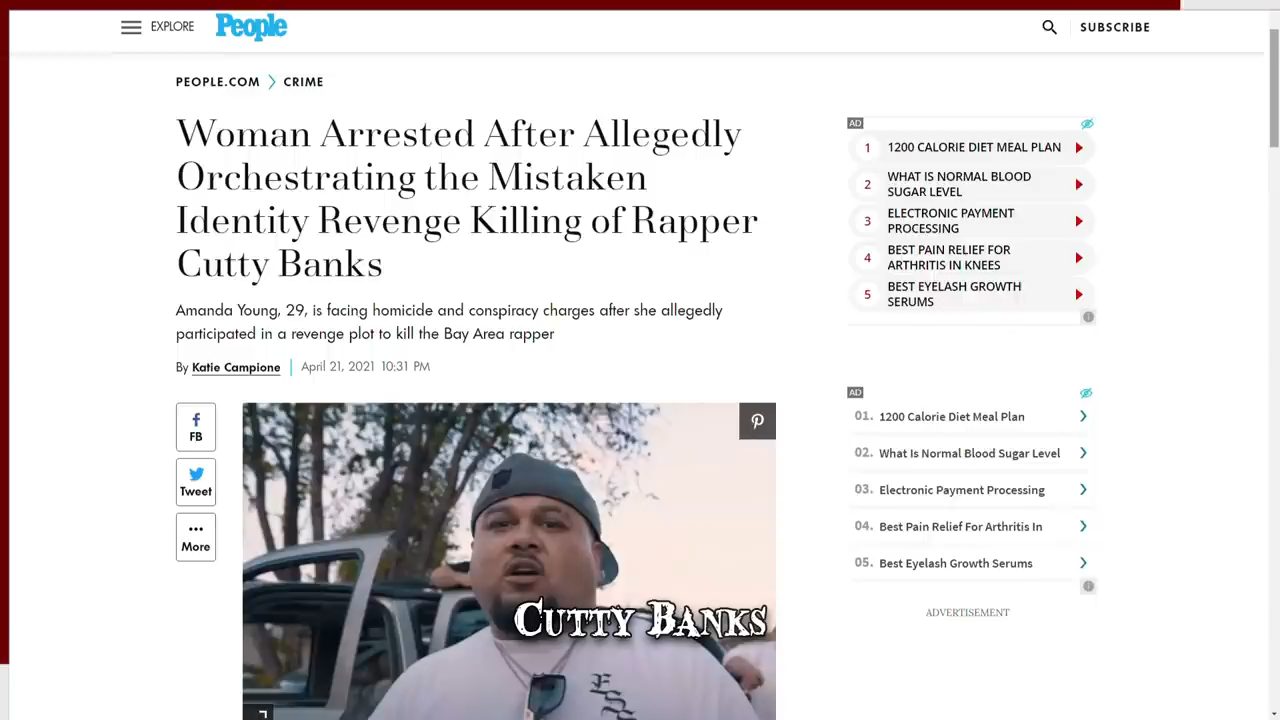 EXPLORE
People
SUBSCRIBE
PEOPLE.COM
CRIME
Woman Arrested After Allegedly
Orchestrating the Mistaken
Identity Revenge Killing of Rapper
Cutty Banks
Amanda Young, 29, is facing homicide and conspiracy charges after she allegedly
participated in a revenge plot to kill the Bay Area rapper
By Katie Campione
April 21, 2021 10:31 PM
FB
Tweet
More
CUTTY BANKS
AD
1 1200 CALORIE DIET MEAL PLAN
2 WHAT IS NORMAL BLOOD
SUGAR LEVEL
3 ELECTRONIC PAYMENT
PROCESSING
4 BEST PAIN RELIEF FOR
ARTHRITIS IN KNEES
5 BEST EYELASH GROWTH
SERUMS
AD
01. 1200 Calorie Diet Meal Plan
02. What Is Normal Blood Sugar Level
03. Electronic Payment Processing
04. Best Pain Relief For Arthritis In
05. Best Eyelash Growth Serums
ADVERTISEMENT